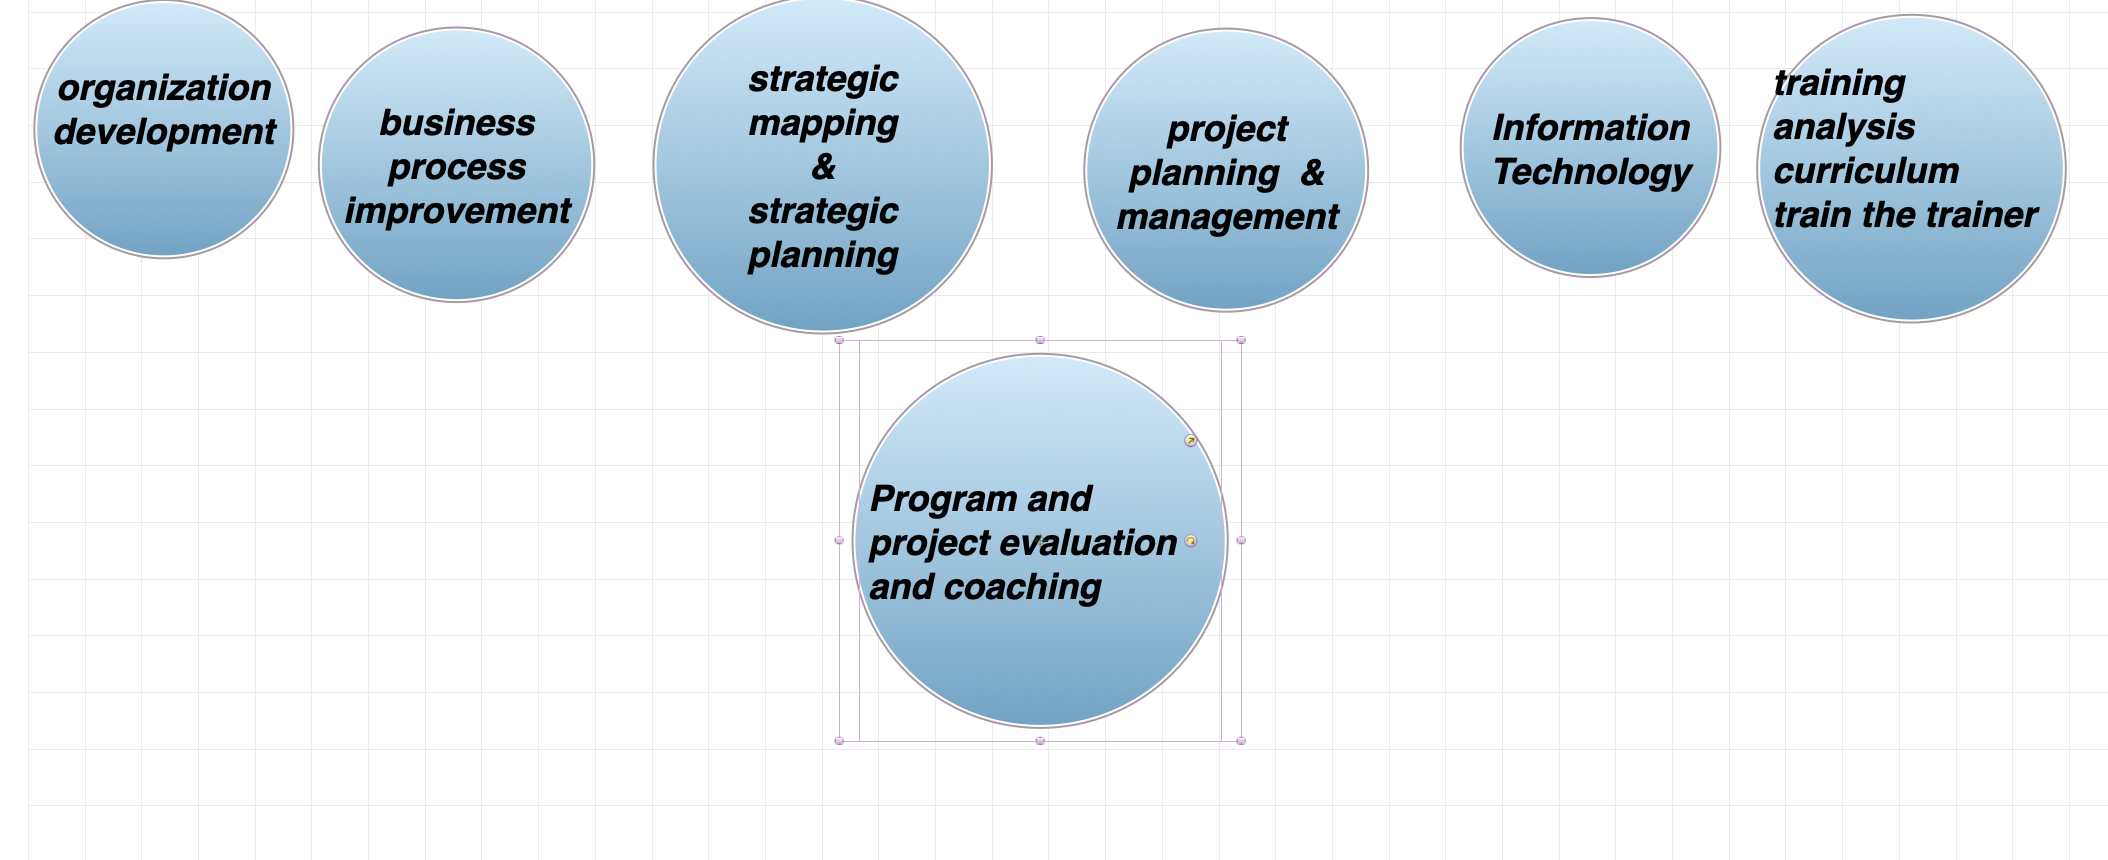 organization
development
business
process
improvement
strategic
mapping
&
strategic
planning
project
planning  &
management
Information
Technology
training
analysis
curriculum
train the trainer
Program and
project evaluation
and coaching